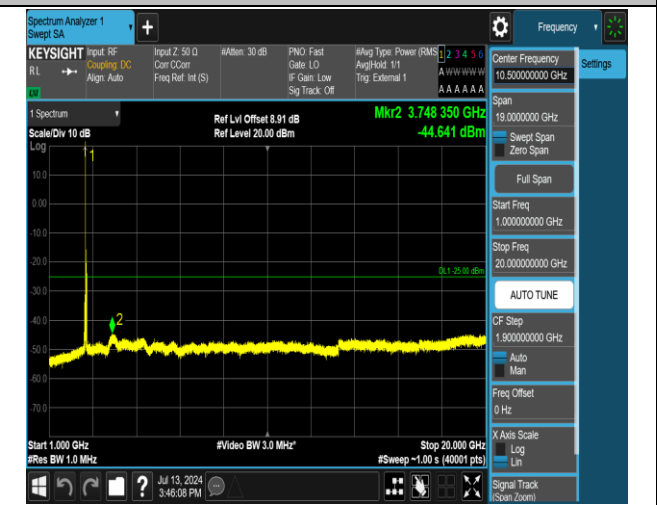 Spectrum Analyzer 1
Swept SA
+
Frequency
KEYSIGHT
RL
Input: RF
Coupling: DC
Align: Auto
Input Z: 50 Ω
Corr CCorr
Freq Ref: Int (S)
#Atten: 30 dB
PNO: Fast
Gate: LO
IF Gain: Low
Sig Track: Off
#Avg Type: Power (RMS
Avg|Hold: 1/1
Trig: External 1
1 2 3 4 5 6
A W W W W W
A A A A A A
1 Spectrum
Scale/Div 10 dB
Ref Lvl Offset 8.91 dB
Ref Level 20.00 dBm
Mkr2 3.748 350 GHz
-44.641 dBm
Log
10.0
0.00
-10.0
-20.0
-30.0
-40.0
-50.0
-60.0
-70.0
1
2
DL1 -25.00 dBm
Start 1.000 GHz
#Res BW 1.0 MHz
#Video BW 3.0 MHz*
Stop 20.000 GHz
#Sweep ~1.00 s (40001 pts)
Center Frequency
10.500000000 GHz
Settings
Span
19.0000000 GHz
Swept Span
Zero Span
Full Span
Start Freq
1.000000000 GHz
Stop Freq
20.000000000 GHz
AUTO TUNE
CF Step
1.900000000 GHz
Auto
Man
Freq Offset
0 Hz
X Axis Scale
Log
Lin
Signal Track
(Span Zoom)
?
Jul 13, 2024
3:46:08 PM